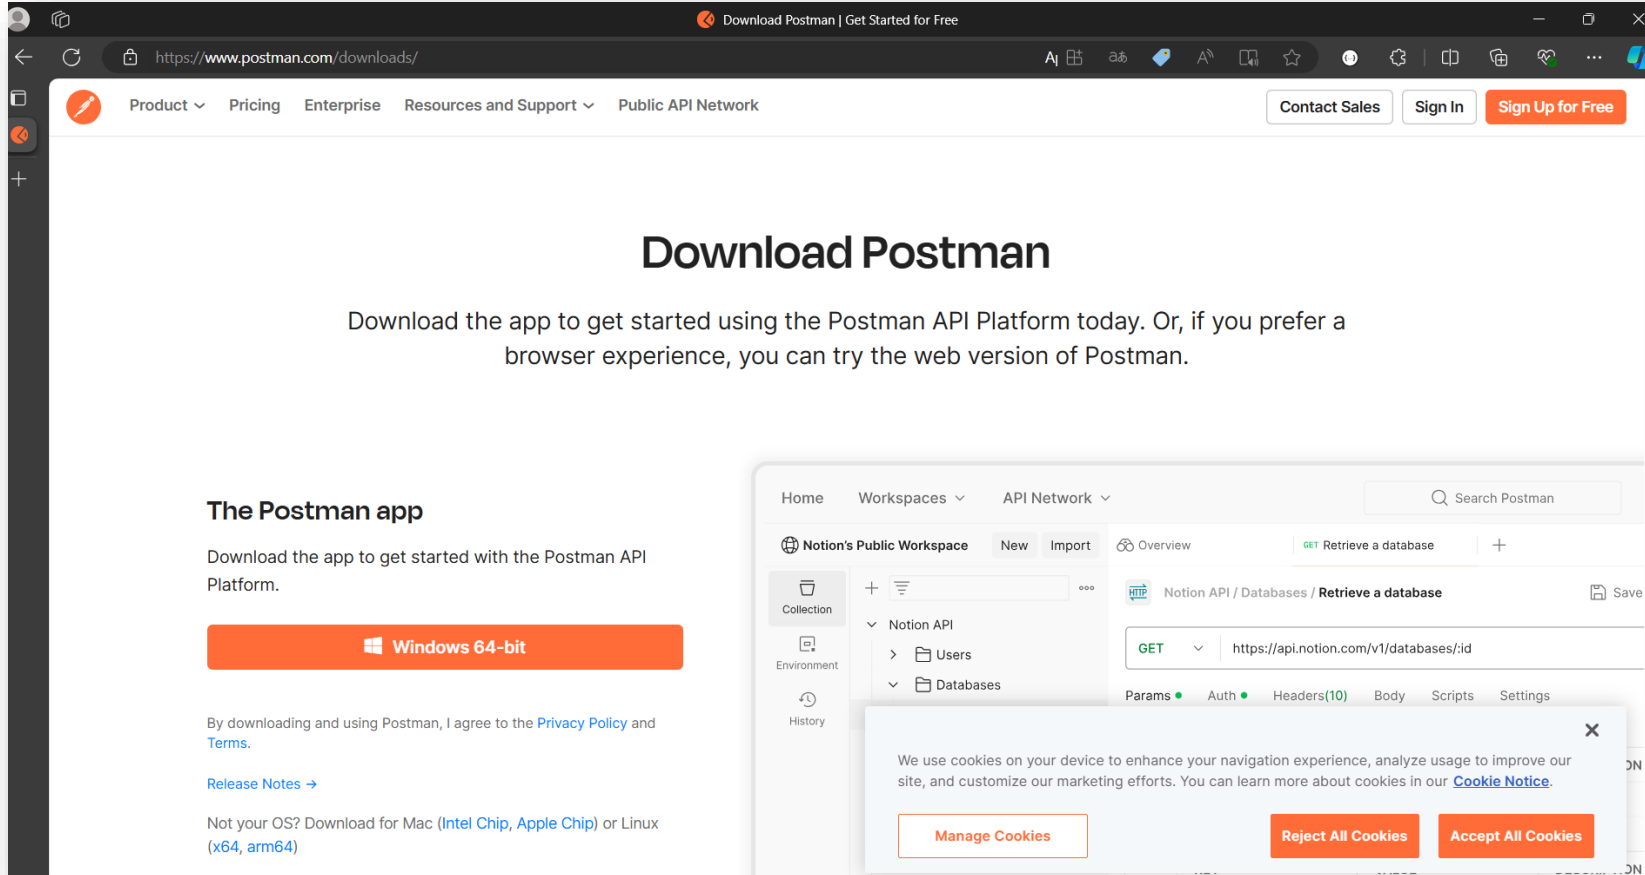 Download Postman | Get Started for Free
https://www.postman.com/downloads/
Product
Pricing
Enterprise
Resources and Support
Public API Network
Contact Sales
Sign In
Sign Up for Free
Download Postman
Download the app to get started using the Postman API Platform today. Or, if you prefer a
browser experience, you can try the web version of Postman.
The Postman app
Download the app to get started with the Postman API
Platform.
Windows 64-bit
By downloading and using Postman, I agree to the Privacy Policy and
Terms.
Release Notes →
Not your OS? Download for Mac (Intel Chip, Apple Chip) or Linux
(x64, arm64)
Home
Workspaces
API Network
Search Postman
Notion's Public Workspace
New
Import
Overview
GET Retrieve a database
Collection
Environment
History
Notion API
Users
Databases
HTTP
Notion API / Databases / Retrieve a database
Save
GET
https://api.notion.com/v1/databases/:id
Params
Auth
Headers(10)
Body
Scripts
Settings
We use cookies on your device to enhance your navigation experience, analyze usage to improve our
site, and customize our marketing efforts. You can learn more about cookies in our Cookie Notice.
Manage Cookies
Reject All Cookies
Accept All Cookies